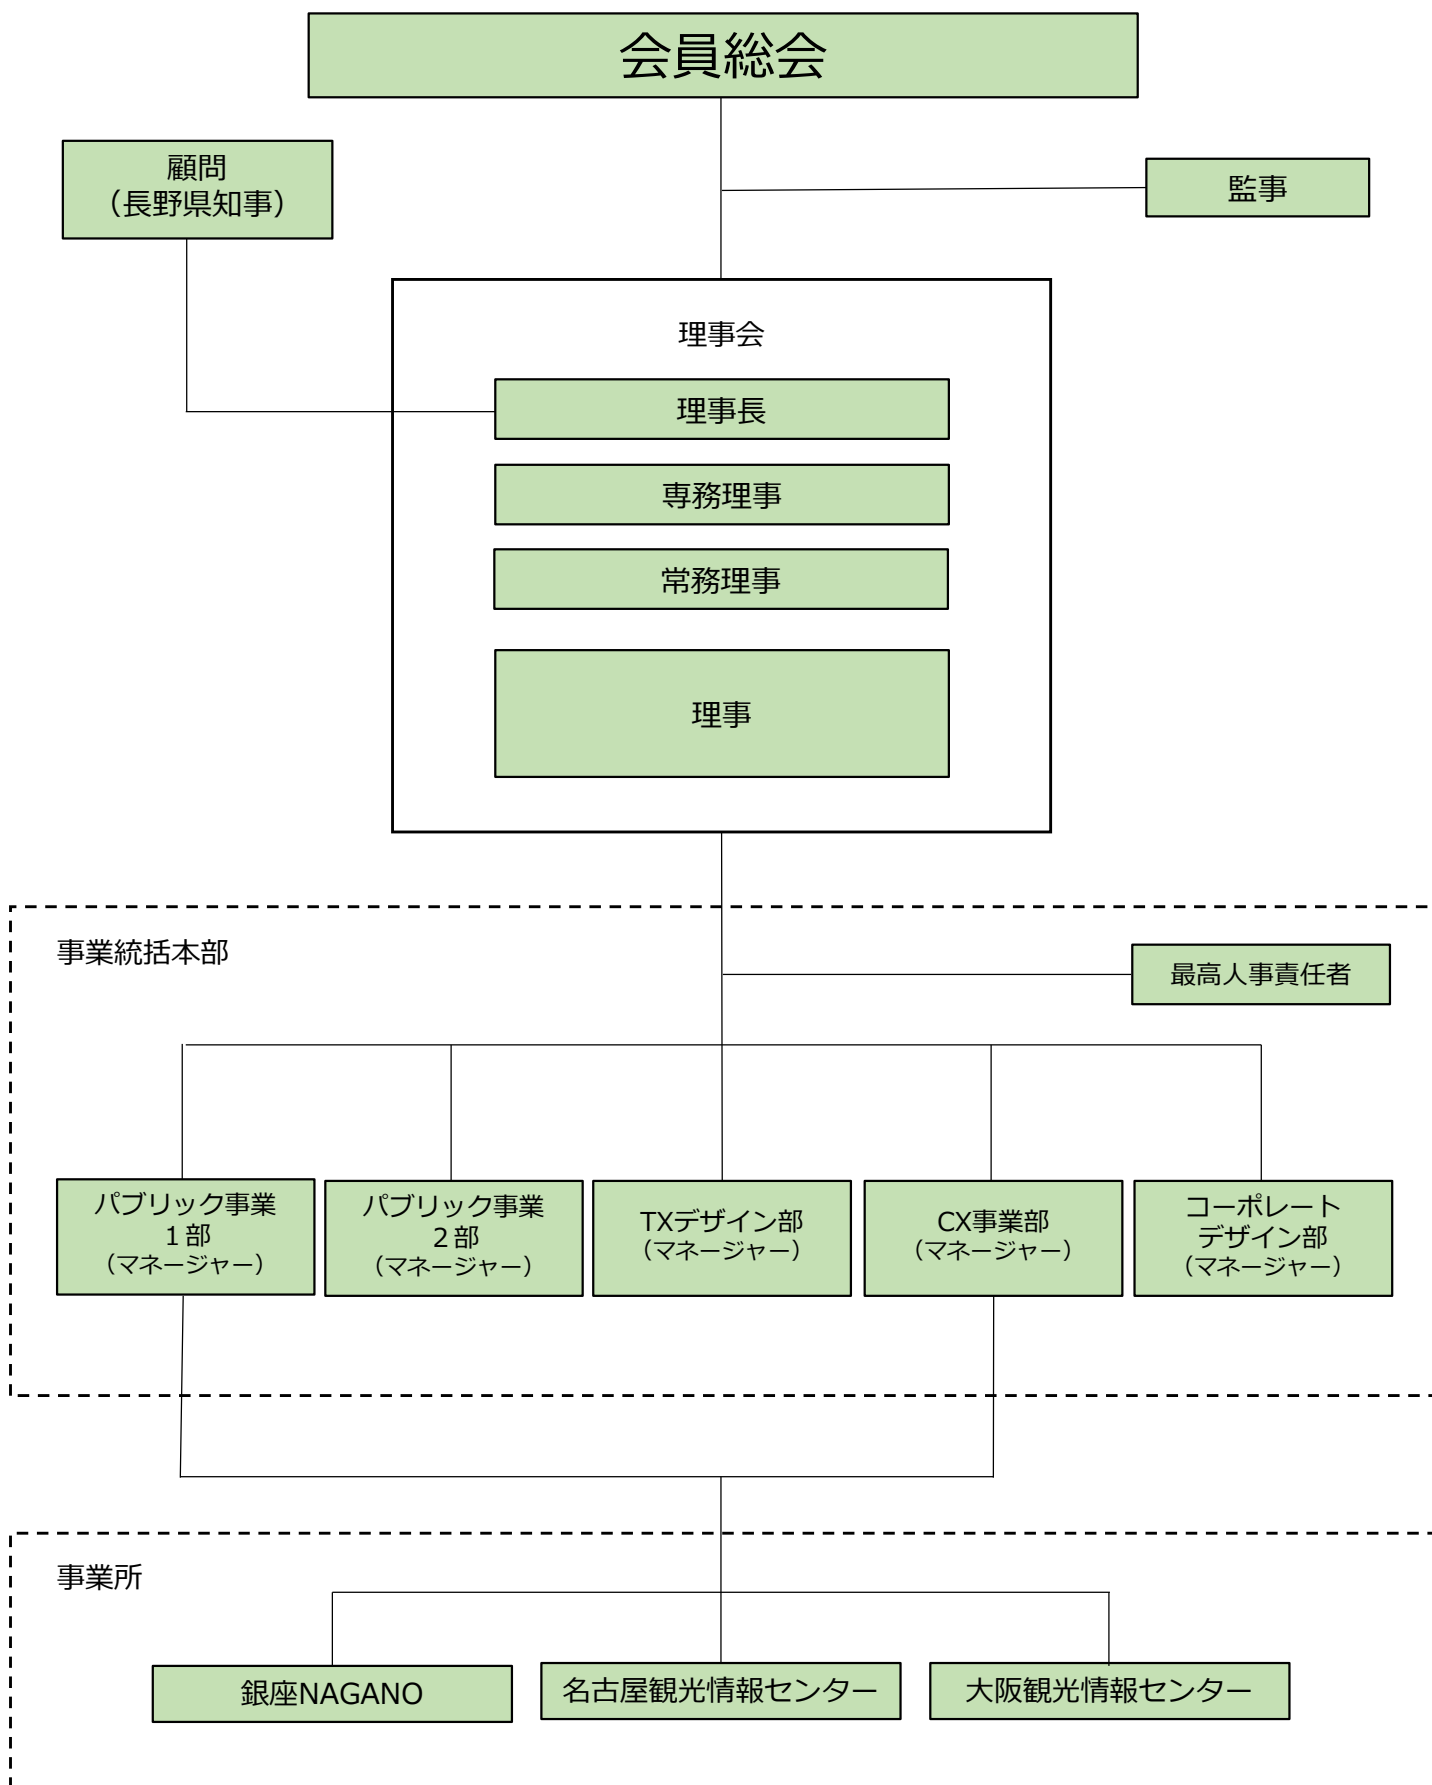 会員総会
顧問
（長野県知事）
監事
理事会
理事長
専務理事
常務理事
理事
事業統括本部
最高人事責任者
パブリック事業
１部
（マネージャー）
パブリック事業
２部
（マネージャー）
TXデザイン部
（マネージャー）
CX事業部
（マネージャー）
コーポレート
デザイン部
（マネージャー）
事業所
銀座NAGANO
名古屋観光情報センター
大阪観光情報センター